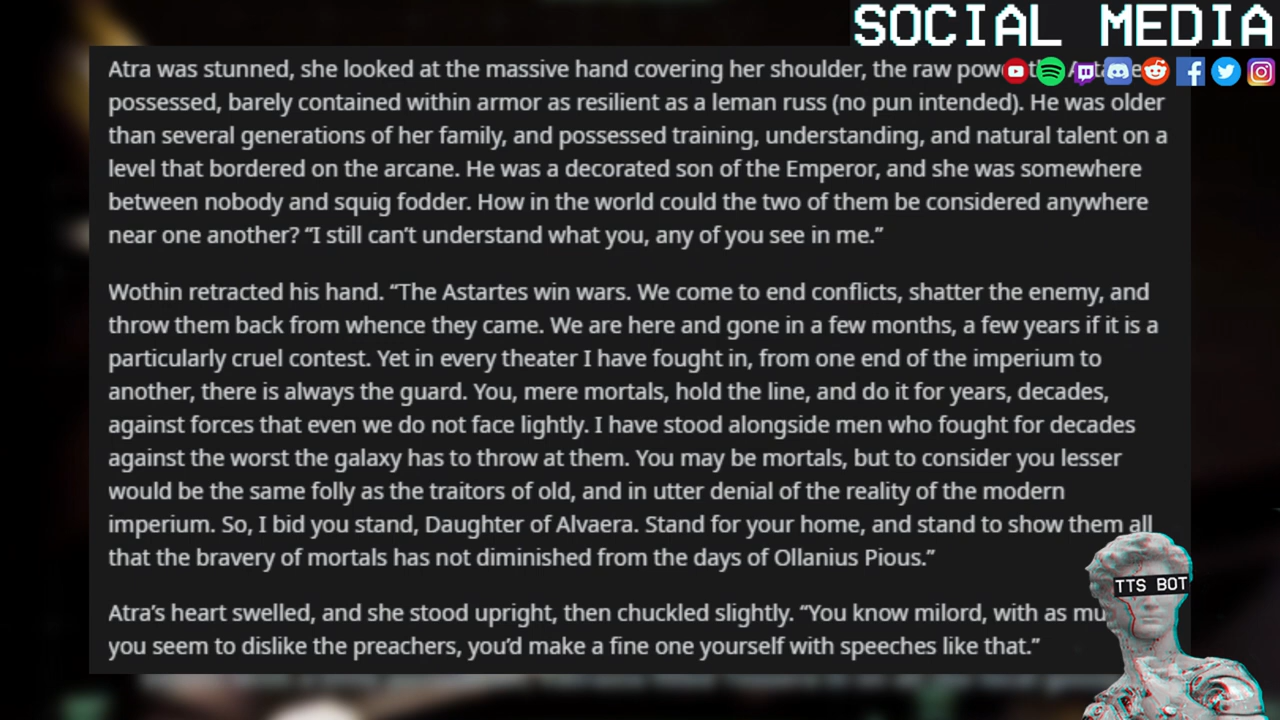 SOCIAL MEDIA
Atra was stunned, she looked at the massive hand covering her shoulder, the raw
possessed, barely contained within armor as resilient as a leman russ (no pun intended). He was older
than several generations of her family, and possessed training, understanding, and natural talent on a
level that bordered on the arcane. He was a decorated son of the Emperor, and she was somewhere
between nobody and squig fodder. How in the world could the two of them be considered anywhere
near one another? “I still can’t understand what you, any of you see in me.”
Wothin retracted his hand. “The Astartes win wars. We come to end conflicts, shatter the enemy, and
throw them back from whence they came. We are here and gone in a few months, a few years if it is a
particularly cruel contest. Yet in every theater I have fought in, from one end of the imperium to
another, there is always the guard. You, mere mortals, hold the line, and do it for years, decades,
against forces that even we do not face lightly. I have stood alongside men who fought for decades
against the worst the galaxy has to throw at them. You may be mortals, but to consider you lesser
would be the same folly as the traitors of old, and in utter denial of the reality of the modern
imperium. So, I bid you stand, Daughter of Alvaera. Stand for your home, and stand to show them all
that the bravery of mortals has not diminished from the days of Ollanius Pious.”
Atra’s heart swelled, and she stood upright, then chuckled slightly. “You know milord, with as
you seem to dislike the preachers, you’d make a fine one yourself with speeches like that.”
TTS BOT